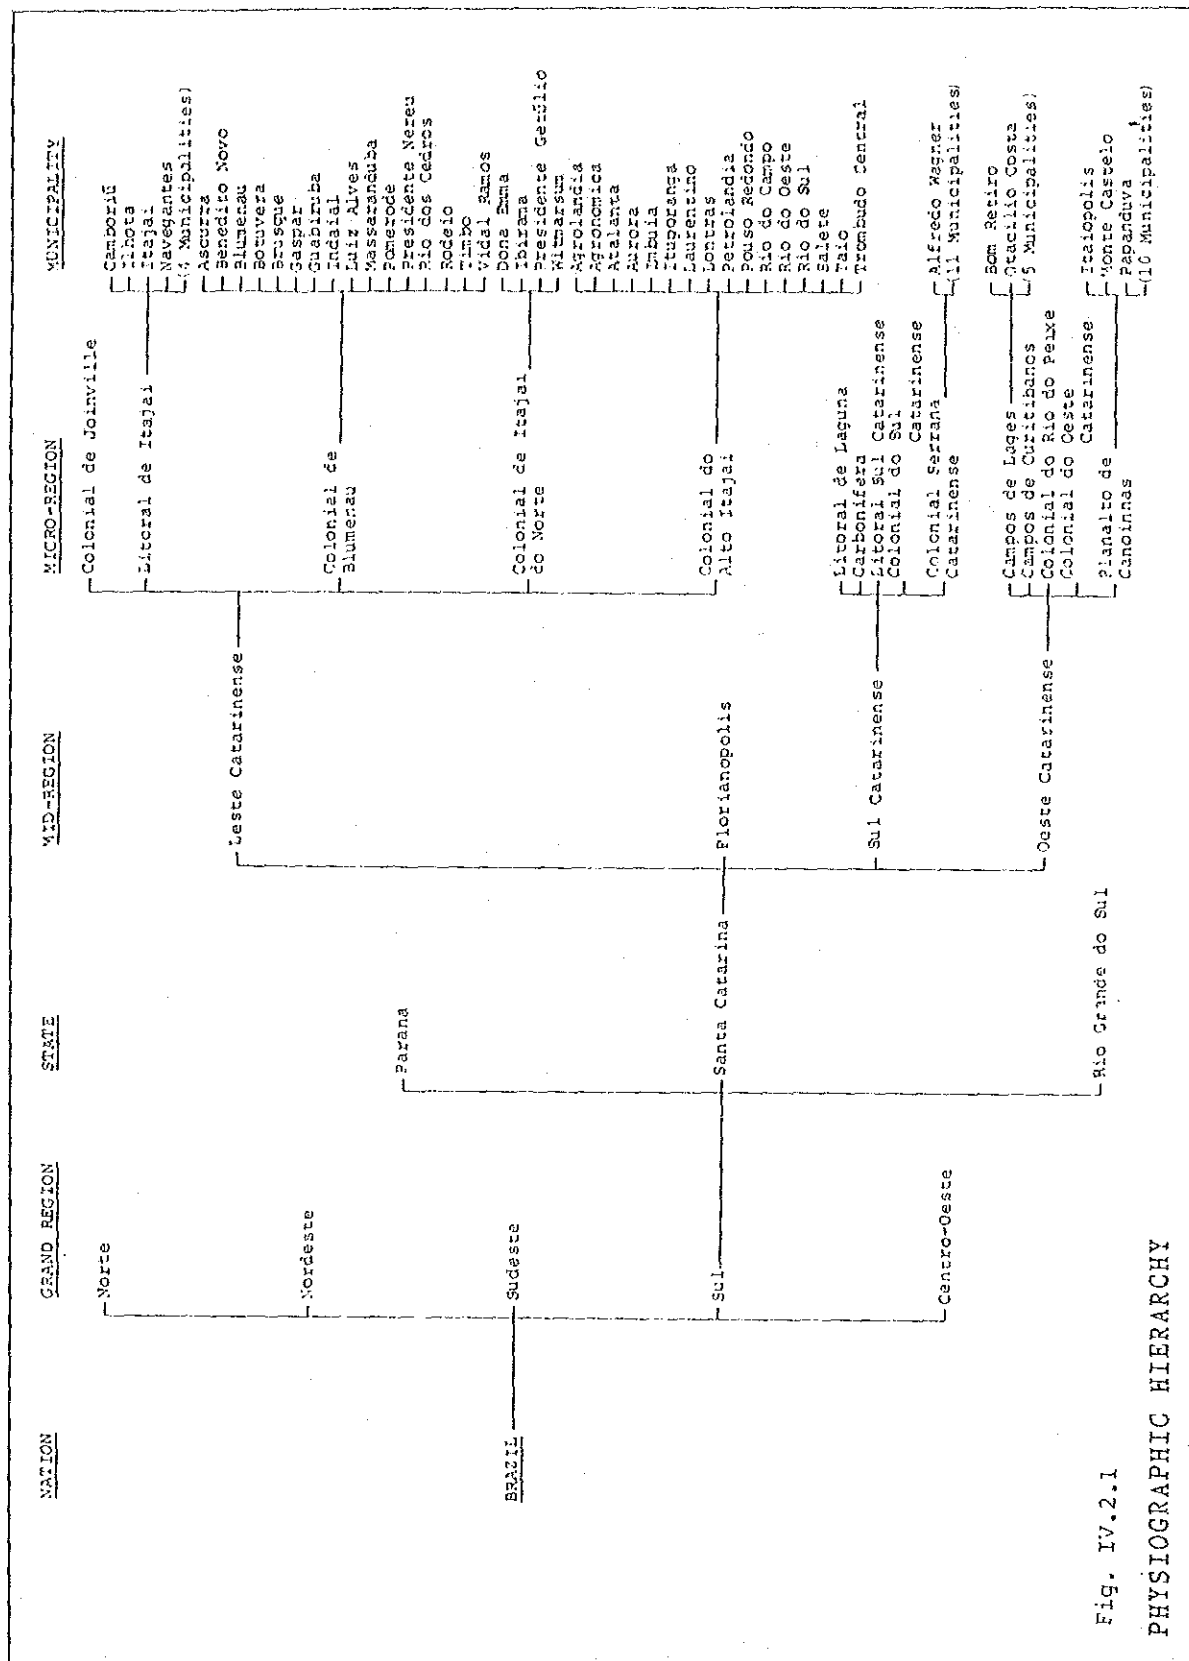 NATION
GRAND REGION
STATE
MID-REGION
MICRO-REGION
MUNICIPALITY
BRAZIL
Norte
Nordeste
Sudeste
Sul
Centro-Oeste
Parana
Santa Catarina
Rio Grande do Sul
Leste Catarinense
Florianopolis
Sul Catarinense
Oeste Catarinense
Colonial de Joinville
Litoral de Itajai
Colonial de
Blumenau
Colonial de Itajai
do Norte
Colonial do
Alto Itajai
Litoral de Laguna
Carbonifera
Litoral Sul Catarinense
Colonial do Sul
Catarinense
Colonial Serrana
Catarinense
Campos de Lages
Campos de Curitibanos
Colonial do Rio do Peixe
Colonial do Oeste
Catarinense
Planalto de
Canoinnas
Camboriú
Ilhota
Itajai
Navegantes
(4 Municipalities)
Ascurra
Benedito Novo
Blumenau
Botuvera
Brusque
Gaspar
Guabiruba
Indaial
Luiz Alves
Massaranduba
Pomerode
Presidente Nereu
Rio dos Cedros
Rodeio
Timbo
Vidal Ramos
Dona Emma
Ibirama
Presidente Getúlio
Witmarsum
Agrolandia
Agronomica
Atalanta
Aurora
Imbuia
Ituporanga
Laurentino
Lontras
Petrolandia
Pouso Redondo
Rio do Campo
Rio do Oeste
Rio do Sul
Salete
Taio
Trombudo Central
Alfredo Wagner
(11 Municipalities)
Bom Retiro
Otacilio Costa
(5 Municipalities)
Itaiopolis
Monte Castelo
Papanduva
(10 Municipalities)
Fig. IV.2.1
PHYSIOGRAPHIC HIERARCHY